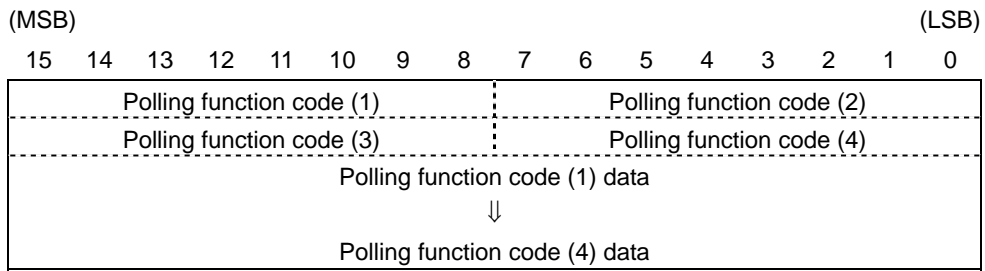 (MSB) (LSB)
15 14 13 12 11 10 9 8 7 6 5 4 3 2 1 0
Polling function code (1) Polling function code (2)
Polling function code (3) Polling function code (4)
Polling function code (1) data
⇓
Polling function code (4) data